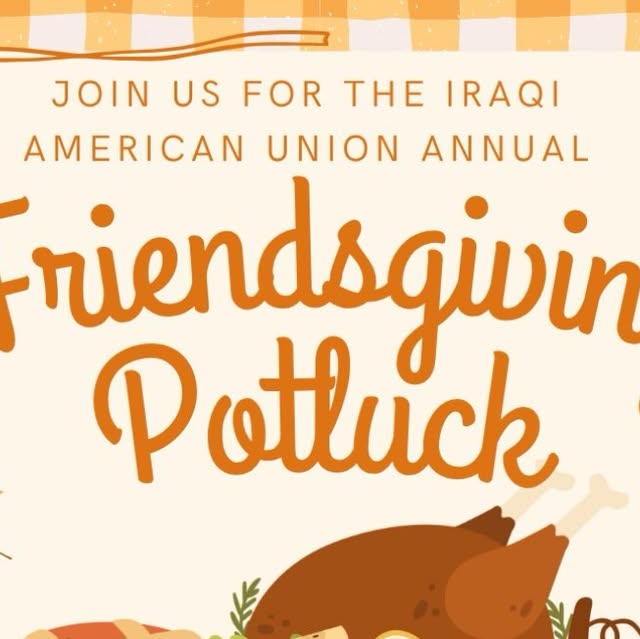 JOIN US FOR THE IRAQI
AMERICAN UNION ANNUAL
Friendsgivin
Potluck